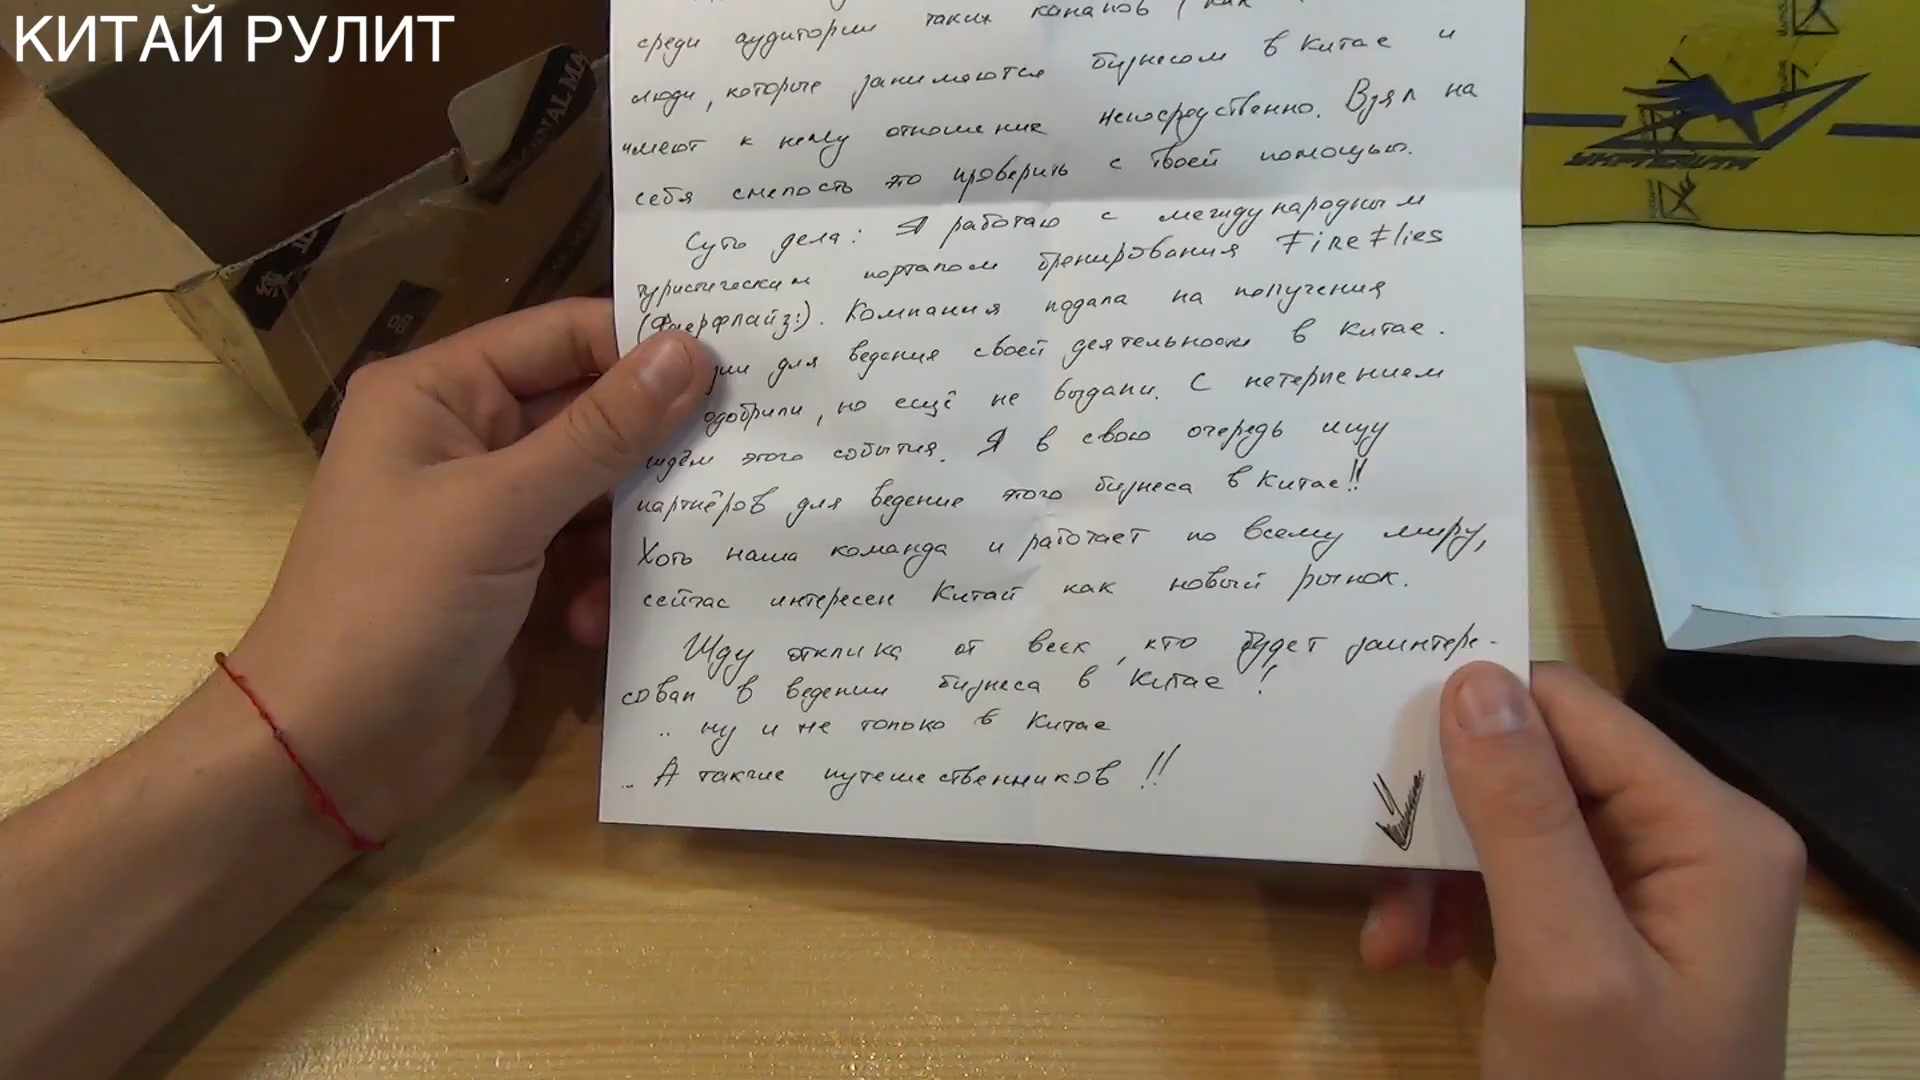 КИТАЙ РУЛИТ
среди аудитории таких каналов ( как
люди, которые занимаются бизнесом в Китае и
имеют к нему отношение непосредственно. Взял на
себя смелость это проверить с твоей помощью.
Суть дела: Я работаю с международным
туристическим порталом бренирования FireFlies
(Фаерфлайз:). Компания подала на получения
для ведения своей деятельности в Китае.
одобрили, но ещё не выдали. С нетерпением
ждём этого события. Я в свою очередь ищу
партнёров для ведение этого бизнеса в Китае!!
Хоть наша команда и работает по всему миру,
сейчас интересен Китай как новый рынок.
Жду отклика от всех, кто будет заинтере-
сован в ведении бизнеса в Китае!
.. ну и не только в Китае
... А также путешественников!!
УКРПОШТА